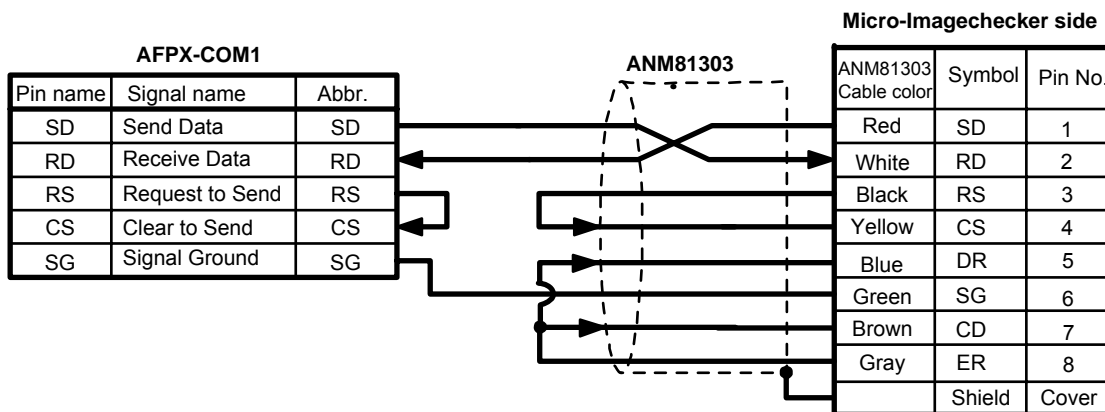 Micro-Imagechecker side
AFPX-COM1
ANM81303
Pin name Signal name Abbr.
SD Send Data SD
RD Receive Data RD
RS Request to Send RS
CS Clear to Send CS
SG Signal Ground SG
ANM81303 Cable color Symbol Pin No.
Red SD 1
White RD 2
Black RS 3
Yellow CS 4
Blue DR 5
Green SG 6
Brown CD 7
Gray ER 8
Shield Cover